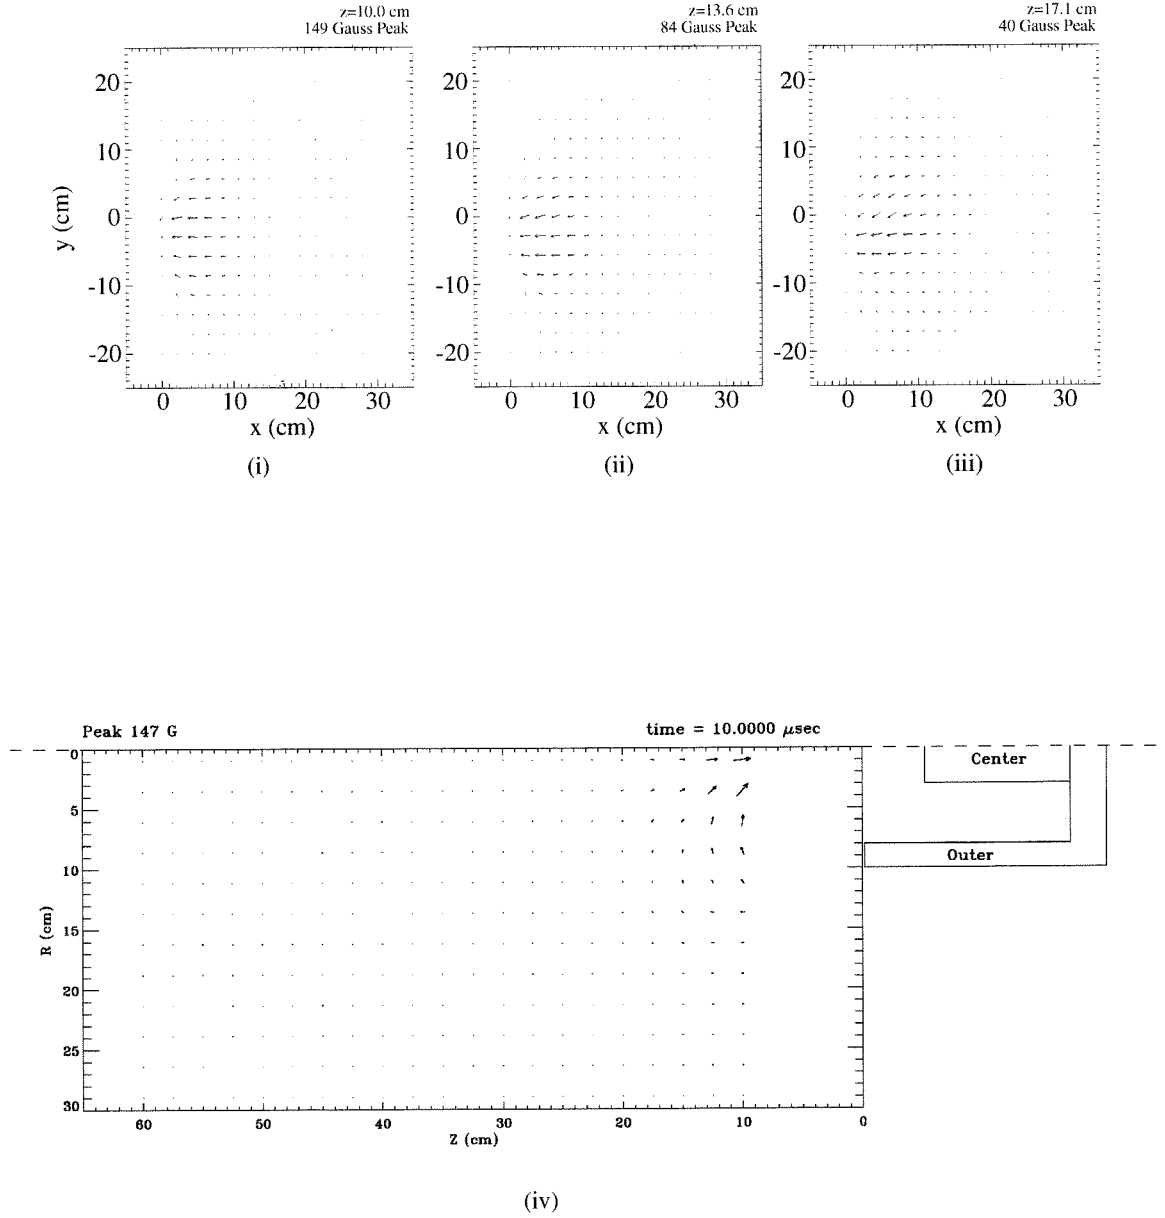 z=10.0 cm
149 Gauss Peak
z=13.6 cm
84 Gauss Peak
z=17.1 cm
40 Gauss Peak
y (cm)
20
10
0
-10
-20
0 10 20 30
x (cm)
(i)
20
10
0
-10
-20
0 10 20 30
x (cm)
(ii)
20
10
0
-10
-20
0 10 20 30
x (cm)
(iii)
Peak 147 G
time = 10.0000 μsec
R (cm)
0
5
10
15
20
25
30
60 50 40 30 20 10 0
Z (cm)
Center
Outer
(iv)